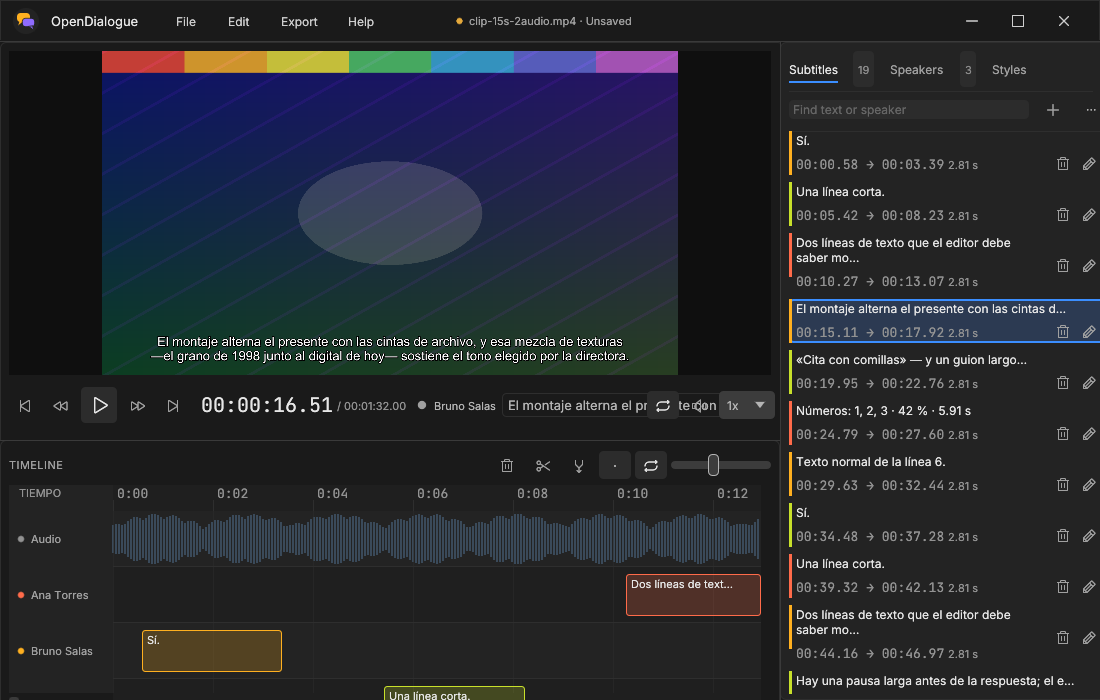 OpenDialogue
File
Edit
Export
Help
clip-15s-2audio.mp4 · Unsaved
El montaje alterna el presente con las cintas de archivo, y esa mezcla de texturas
—el grano de 1998 junto al digital de hoy— sostiene el tono elegido por la directora.
00:00:16.51 / 00:01:32.00
Bruno Salas
El montaje alterna el pr
te con
1x
TIMELINE
TIEMPO
0:00
0:02
0:04
0:06
0:08
0:10
0:12
Audio
Ana Torres
Dos líneas de text...
Bruno Salas
Sí.
Una línea corta.
Subtitles 19
Speakers 3
Styles
Find text or speaker
Sí.
00:00.58 → 00:03.39 2.81 s
Una línea corta.
00:05.42 → 00:08.23 2.81 s
Dos líneas de texto que el editor debe
saber mo...
00:10.27 → 00:13.07 2.81 s
El montaje alterna el presente con las cintas d...
00:15.11 → 00:17.92 2.81 s
«Cita con comillas» — y un guion largo...
00:19.95 → 00:22.76 2.81 s
Números: 1, 2, 3 · 42 % · 5.91 s
00:24.79 → 00:27.60 2.81 s
Texto normal de la línea 6.
00:29.63 → 00:32.44 2.81 s
Sí.
00:34.48 → 00:37.28 2.81 s
Una línea corta.
00:39.32 → 00:42.13 2.81 s
Dos líneas de texto que el editor debe
saber mo...
00:44.16 → 00:46.97 2.81 s
Hay una pausa larga antes de la respuesta; el e...